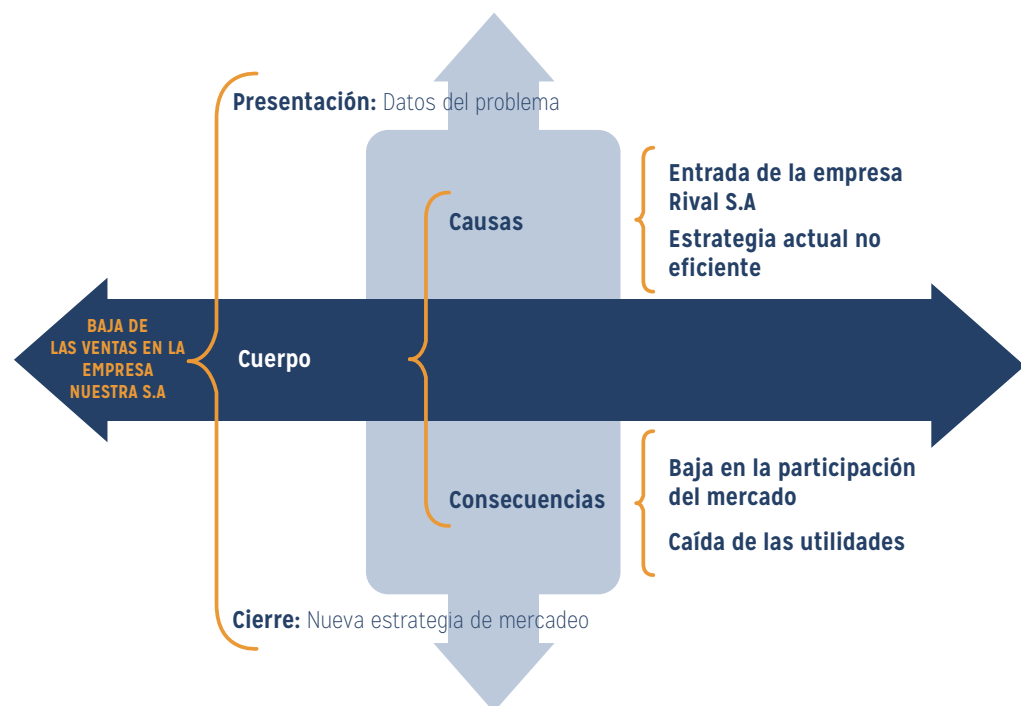 Presentación: Datos del problema
Entrada de la empresa
Rival S.A
Causas
Estrategia actual no
eficiente
BAJA DE
LAS VENTAS EN LA
EMPRESA
NUESTRA S.A
Cuerpo
Consecuencias
Baja en la participación
del mercado
Caída de las utilidades
Cierre: Nueva estrategia de mercadeo